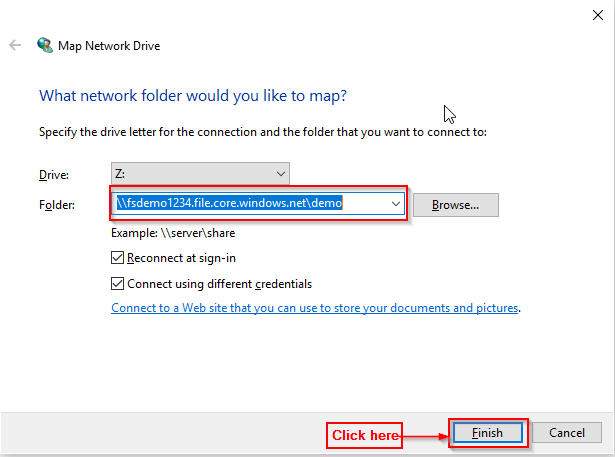 Map Network Drive
What network folder would you like to map?
Specify the drive letter for the connection and the folder that you want to connect to:
Drive: Z:
Folder: \\fsdemo1234.file.core.windows.net\demo Browse...
Example: \\server\share
Reconnect at sign-in
Connect using different credentials
Connect to a Web site that you can use to store your documents and pictures.
Click here Finish Cancel